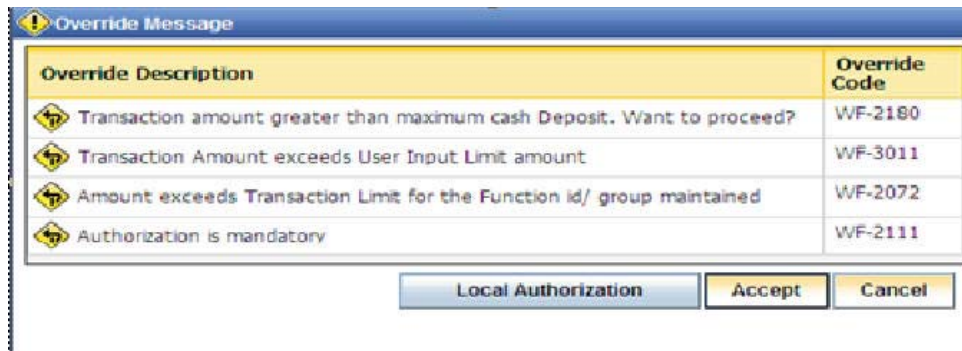 Override Message
Override Description
Override Code
Transaction amount greater than maximum cash Deposit. Want to proceed? WF-2180
Transaction Amount exceeds User Input Limit amount WF-3011
Amount exceeds Transaction Limit for the Function id/ group maintained WF-2072
Authorization is mandatory WF-2111
Local Authorization Accept Cancel